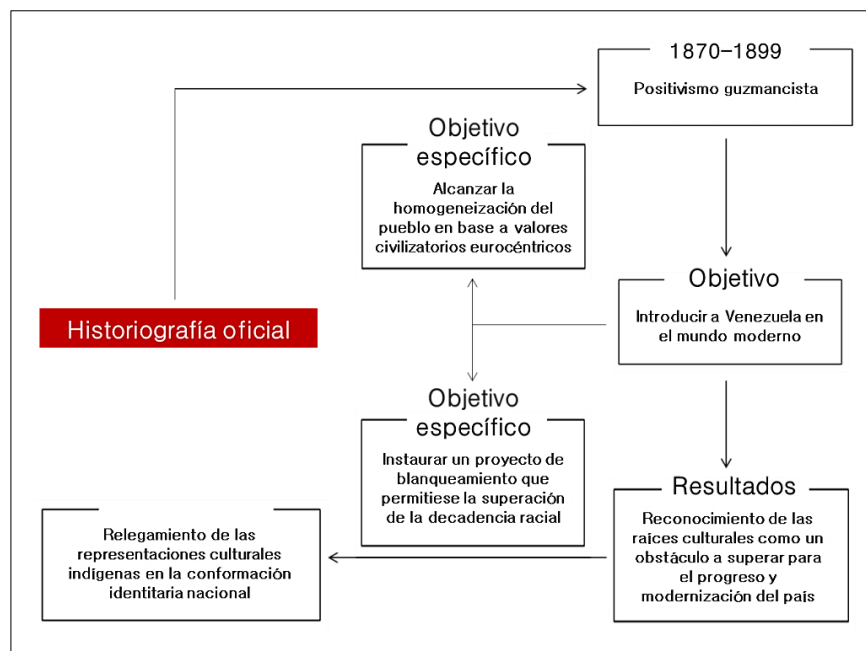 1870–1899
Positivismo guzmancista
Objetivo
específico
Alcanzar la
homogeneización del
pueblo en base a valores
civilizatorios eurocéntricos
Objetivo
Introducir a Venezuela en
el mundo moderno
Historiografía oficial
Objetivo
específico
Instaurar un proyecto de
blanqueamiento que
permitiese la superación
de la decadencia racial
Resultados
Reconocimiento de las
raíces culturales como un
obstáculo a superar para
el progreso y
modernización del país
Relegamiento de las
representaciones culturales
indígenas en la conformación
identitaria nacional